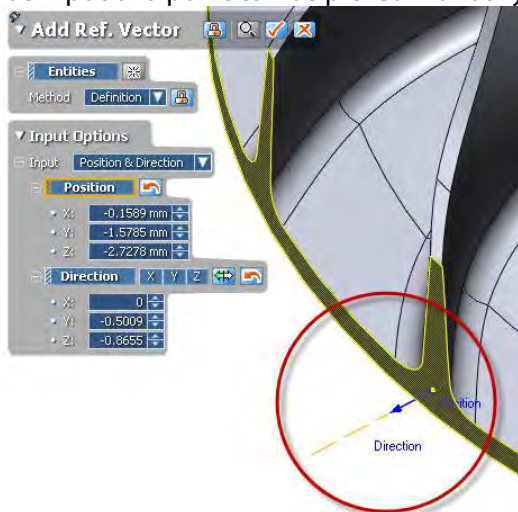 Add Ref. Vector
Entities
Method Definition
Input Options
Input Position & Direction
Position
X: -0.1589 mm
Y: -1.5785 mm
Z: -2.7278 mm
Direction X Y Z
X: 0
Y: -0.5009
Z: -0.8655
Position
Direction